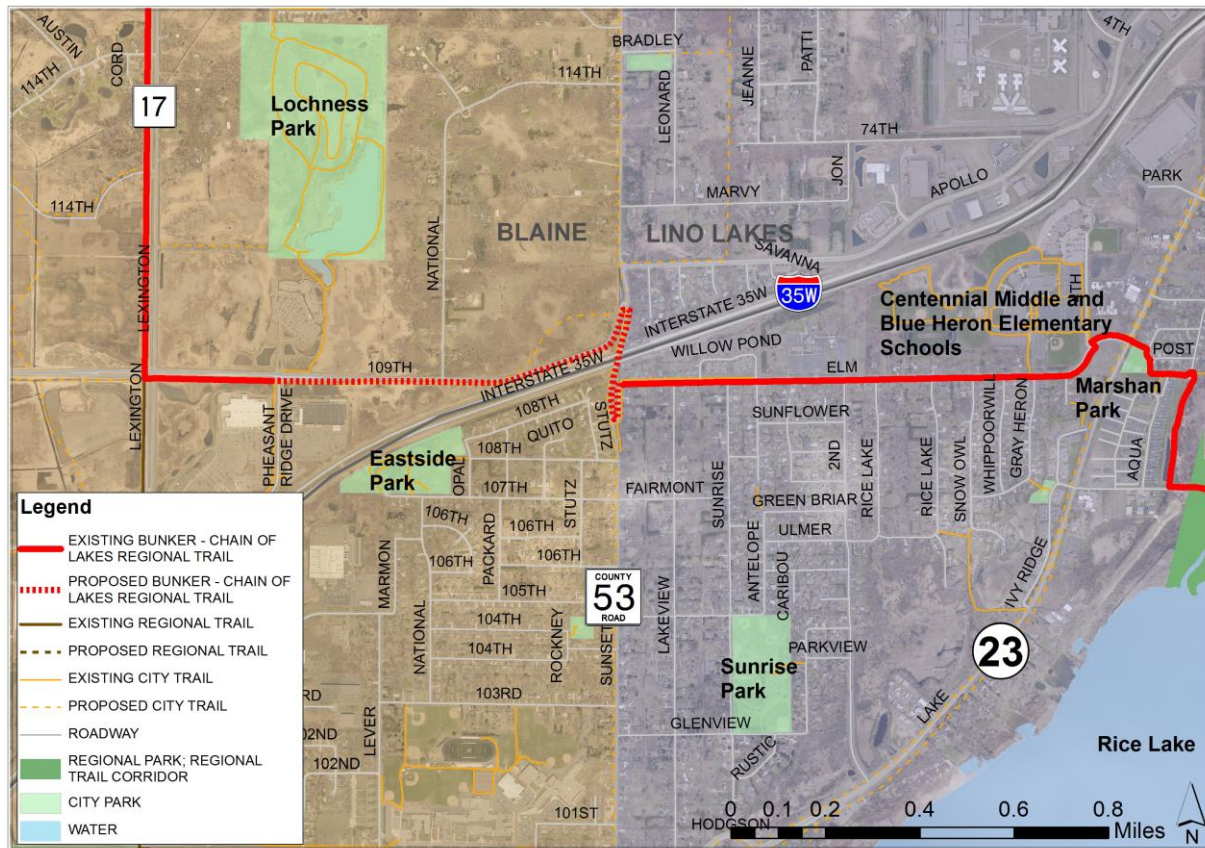 AUSTIN
114TH
CORD
17
Lochness
Park
114TH
BRADLEY
LEONARD
JEANNE
PATTI
4TH
74TH
JON
APOLLO
PARK
MARVY
114TH
LEXINGTON
NATIONAL
BLAINE
LINO LAKES
SAVANNA
INTERSTATE 35W
35W
WILLOW POND
Centennial Middle and
Blue Heron Elementary
Schools
LEXINGTON
109TH
INTERSTATE 35W
ELM
POST
Marshan
Park
PHEASANT
RIDGE DRIVE
108TH
QUITO
STUTZ
108TH
Eastside
Park
OPAL
107TH
SUNFLOWER
2ND
RICE LAKE
RICE LAKE
SNOW OWL
WHIPPOORWILL
GRAY HERON
AQUA
FAIRMONT
SUNRISE
GREEN BRIAR
ULMER
106TH
106TH
STUTZ
106TH
106TH
PACKARD
105TH
MARMON
NATIONAL
104TH
104TH
ROCKNEY
COUNTY
53
ROAD
SUNSET
LAKEVIEW
ANTELOPE
CARIBOU
PARKVIEW
IVY RIDGE
23
Sunrise
Park
103RD
RD
02ND
102ND
LEVER
GLENVIEW
RUSTIC
LAKE
Rice Lake
101ST
HODGSON
Legend
EXISTING BUNKER - CHAIN OF
LAKES REGIONAL TRAIL
PROPOSED BUNKER - CHAIN OF
LAKES REGIONAL TRAIL
EXISTING REGIONAL TRAIL
PROPOSED REGIONAL TRAIL
EXISTING CITY TRAIL
PROPOSED CITY TRAIL
ROADWAY
REGIONAL PARK; REGIONAL
TRAIL CORRIDOR
CITY PARK
WATER
0 0.1 0.2 0.4 0.6 0.8
Miles
N